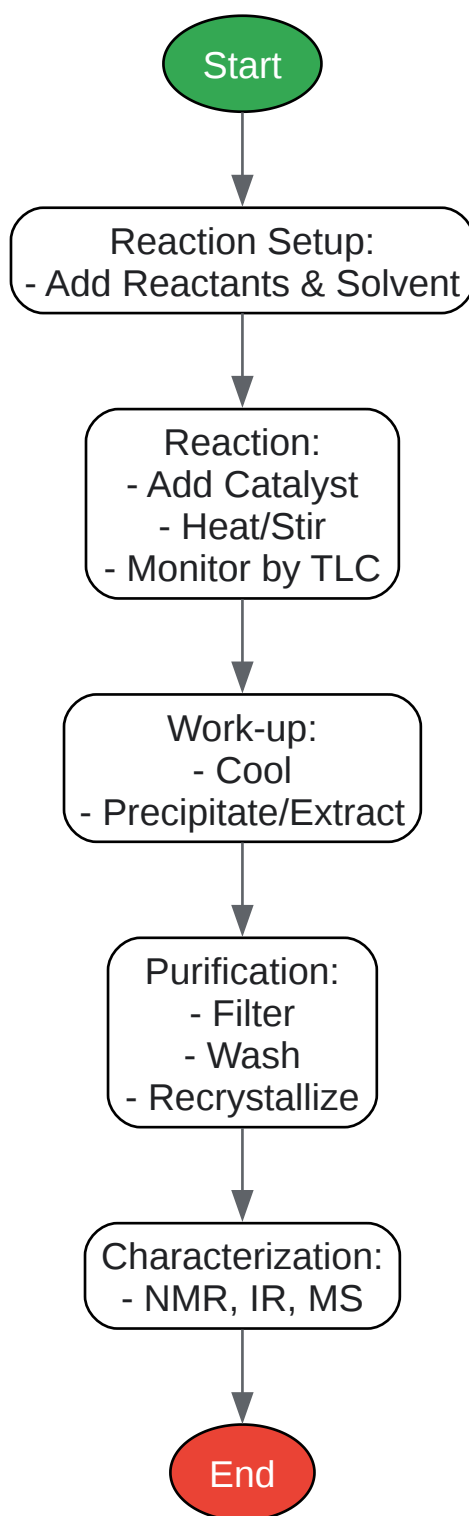 Start
Reaction Setup:
- Add Reactants & Solvent
Reaction:
- Add Catalyst
- Heat/Stir
- Monitor by TLC
Work-up:
- Cool
- Precipitate/Extract
Purification:
- Filter
- Wash
- Recrystallize
Characterization:
- NMR, IR, MS
End